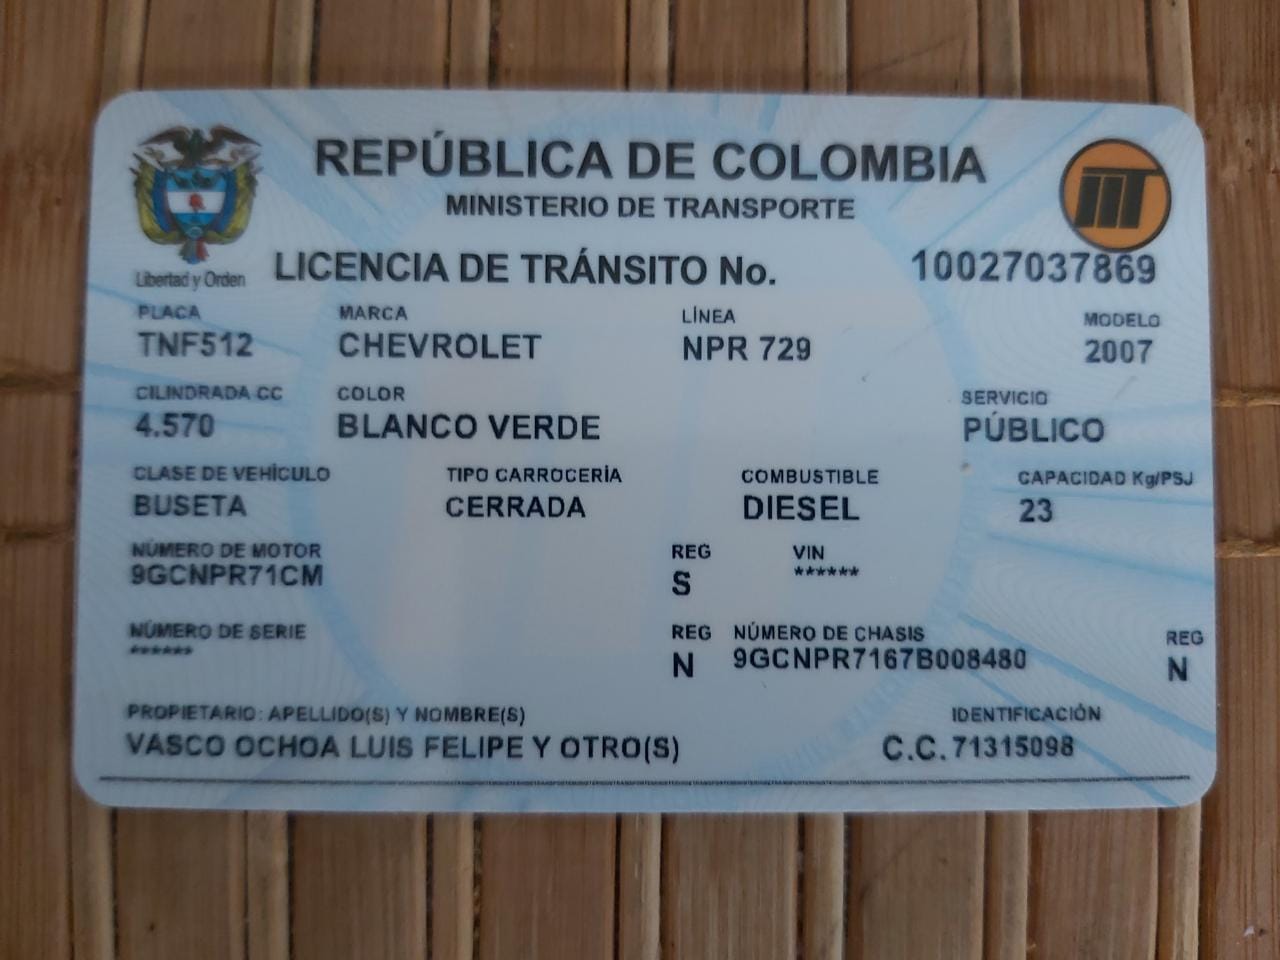 REPÚBLICA DE COLOMBIA
MINISTERIO DE TRANSPORTE
Libertad y Orden
LICENCIA DE TRÁNSITO No. 10027037869
PLACA MARCA LÍNEA MODELO
TNF512 CHEVROLET NPR 729 2007
CILINDRADA CC COLOR SERVICIO
4.570 BLANCO VERDE PÚBLICO
CLASE DE VEHÍCULO TIPO CARROCERÍA COMBUSTIBLE CAPACIDAD Kg/PSJ
BUSETA CERRADA DIESEL 23
NÚMERO DE MOTOR REG VIN
9GCNPR71CM S ******
NÚMERO DE SERIE REG NÚMERO DE CHASIS REG
****** N 9GCNPR7167B008480 N
PROPIETARIO: APELLIDO(S) Y NOMBRE(S) IDENTIFICACIÓN
VASCO OCHOA LUIS FELIPE Y OTRO(S) C.C. 71315098